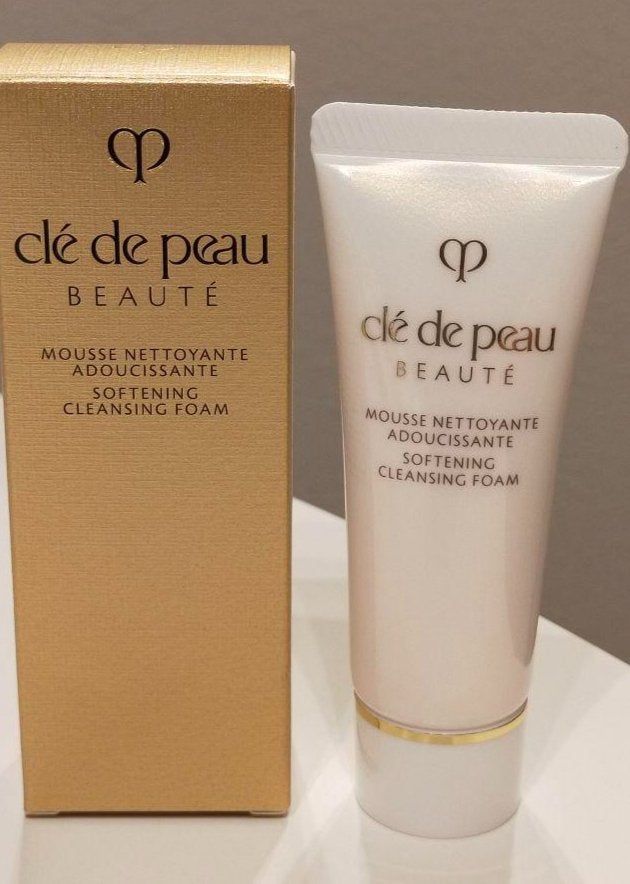 clé de peau
BEAUTÉ
MOUSSE NETTOYANTE
ADOUCISSANTE
SOFTENING
CLEANSING FOAM
clé de peau
BEAUTÉ
MOUSSE NETTOYANTE
ADOUCISSANTE
SOFTENING
CLEANSING FOAM